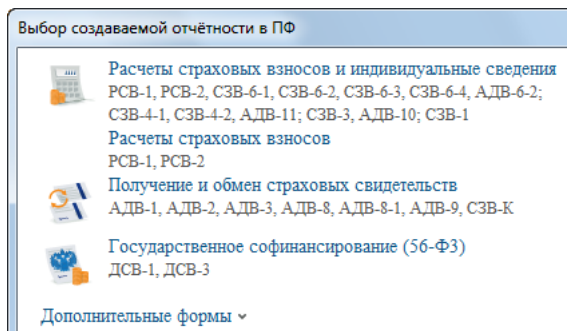 Выбор создаваемой отчётности в ПФ
Расчеты страховых взносов и индивидуальные сведения
РСВ-1, РСВ-2, СЗВ-6-1, СЗВ-6-2, СЗВ-6-3, СЗВ-6-4, АДВ-6-2;
СЗВ-4-1, СЗВ-4-2, АДВ-11; СЗВ-3, АДВ-10; СЗВ-1
Расчеты страховых взносов
РСВ-1, РСВ-2
Получение и обмен страховых свидетельств
АДВ-1, АДВ-2, АДВ-3, АДВ-8, АДВ-8-1, АДВ-9, СЗВ-К
Государственное софинансирование (56-ФЗ)
ДСВ-1, ДСВ-3
Дополнительные формы